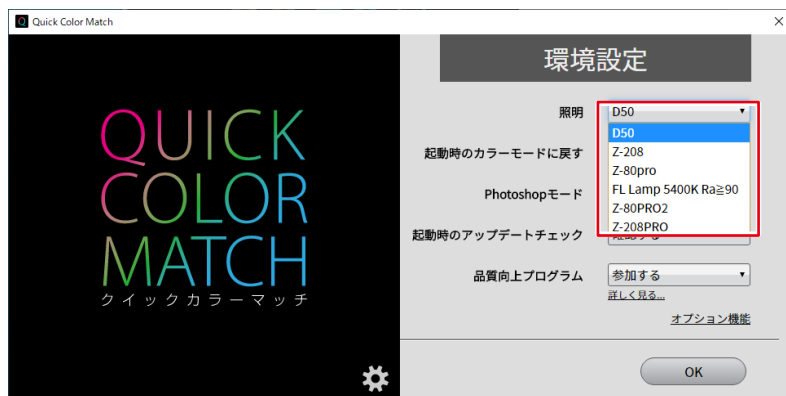 Quick Color Match
QUICK
COLOR
MATCH
クイックカラーマッチ
環境設定
照明
D50
D50
Z-208
Z-80pro
FL Lamp 5400K Ra≧90
Z-80PRO2
Z-208PRO
起動時のカラーモードに戻す
Photoshopモード
起動時のアップデートチェック
品質向上プログラム
参加する
詳しく見る...
オプション機能
OK